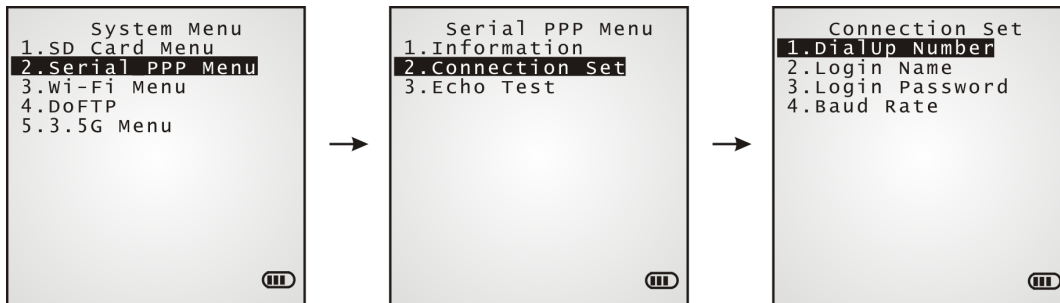 System Menu
1.SD Card Menu
2.Serial PPP Menu
3.Wi-Fi Menu
4.DoFTP
5.3.5G Menu
Serial PPP Menu
1.Information
2.Connection Set
3.Echo Test
Connection Set
1.DialUp Number
2.Login Name
3.Login Password
4.Baud Rate